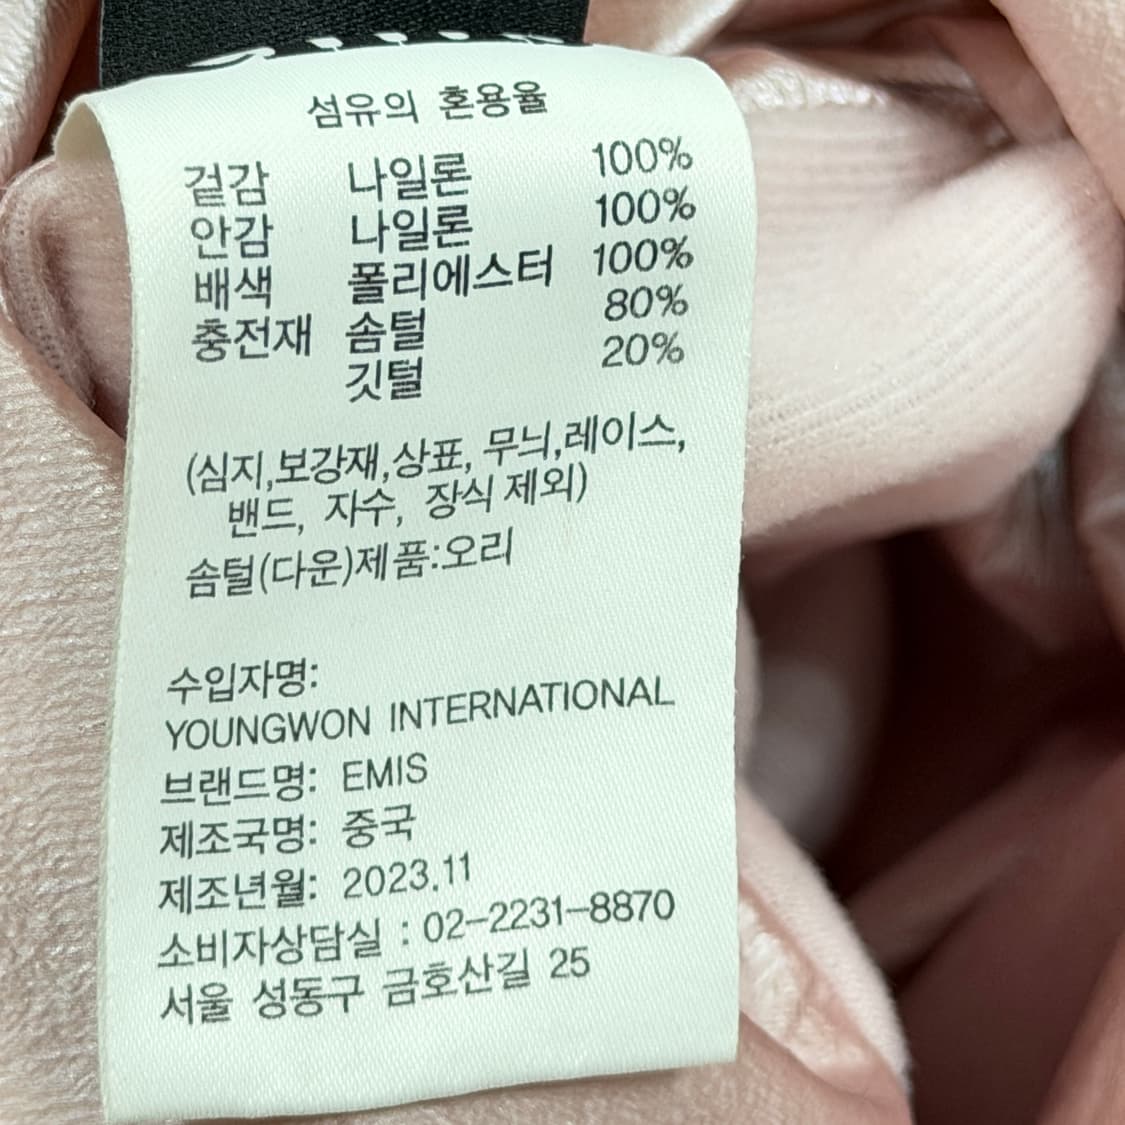 섬유의 혼용율
겉감 나일론 100%
안감 나일론 100%
배색 폴리에스터 100%
충전재 솜털 80%
깃털 20%
(심지,보강재,상표, 무늬,레이스,
밴드, 자수, 장식 제외)
솜털(다운)제품:오리
수입자명:
YOUNGWON INTERNATIONAL
브랜드명: EMIS
제조국명: 중국
제조년월: 2023.11
소비자상담실 : 02-2231-8870
서울 성동구 금호산길 25